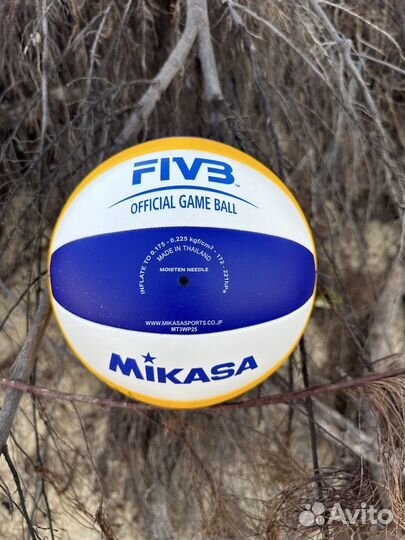 FIVB™
OFFICIAL GAME BALL
INFLATE TO 0.175 - 0.225 kgf/cm2 • 172 - 221hPa
MADE IN THAILAND
MOISTEN NEEDLE
WWW.MIKASASPORTS.CO.JP
MT3WP25
MIKASA
Avito